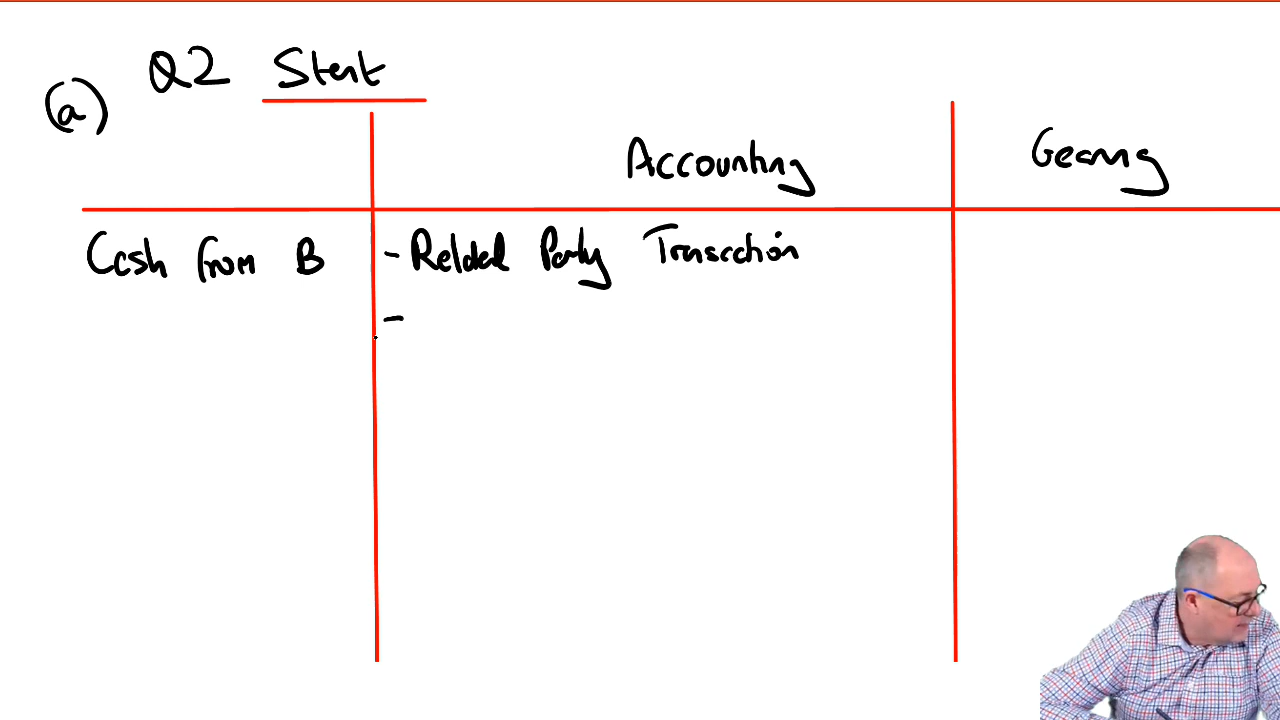 (a) Q2 Stent
Accounting Gearing
Cash from B - Related Party Transaction
-